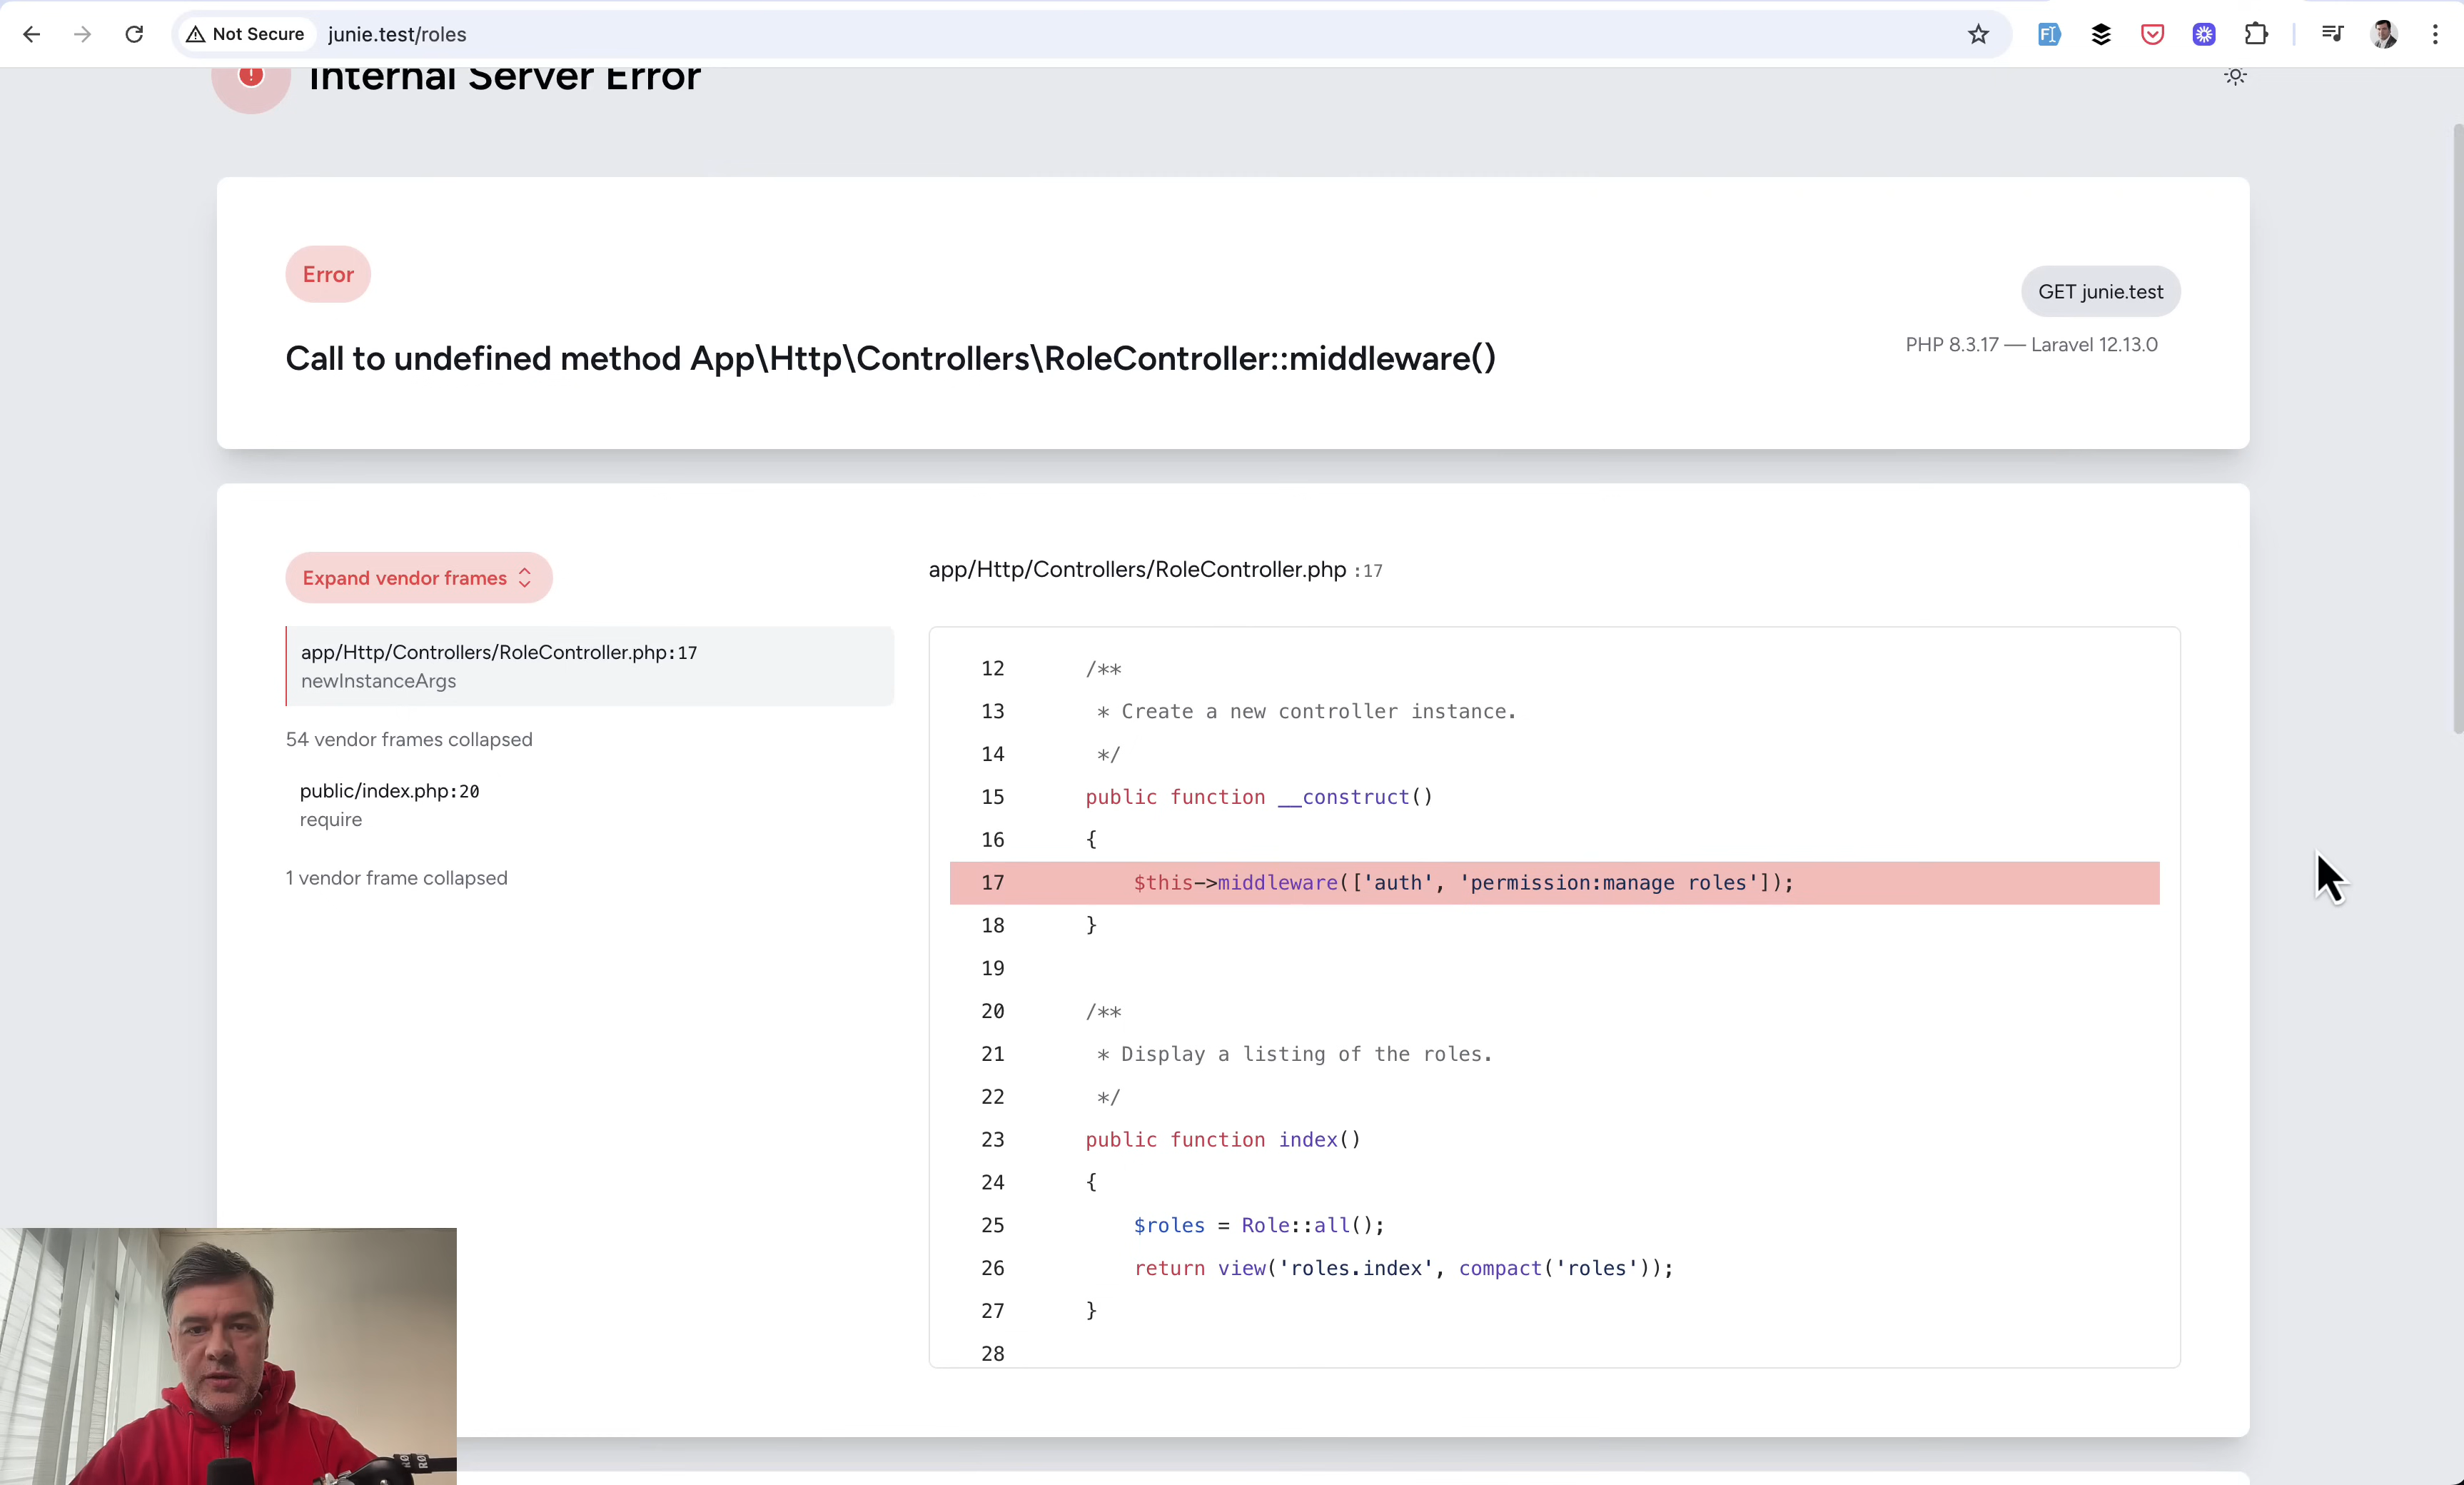 Not Secure
junie.test/roles
Internal Server Error
Error
GET junie.test
Call to undefined method App\Http\Controllers\RoleController::middleware()
PHP 8.3.17 — Laravel 12.13.0
Expand vendor frames
app/Http/Controllers/RoleController.php:17
newInstanceArgs
54 vendor frames collapsed
public/index.php:20
require
1 vendor frame collapsed
app/Http/Controllers/RoleController.php :17
12 /**
13 * Create a new controller instance.
14 */
15 public function __construct()
16 {
17 $this->middleware(['auth', 'permission:manage roles']);
18 }
19
20 /**
21 * Display a listing of the roles.
22 */
23 public function index()
24 {
25 $roles = Role::all();
26 return view('roles.index', compact('roles'));
27 }
28